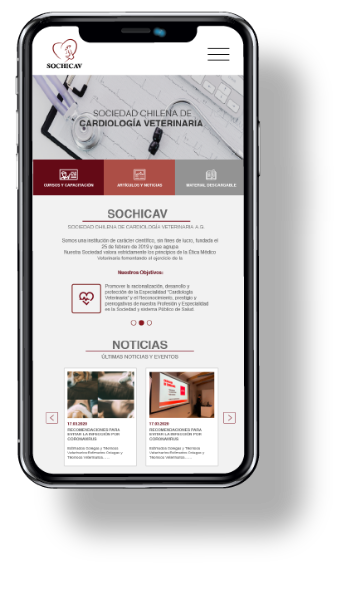 SOCHICAV
SOCIEDAD CHILENA DE
CARDIOLOGÍA VETERINARIA
CURSOS Y CAPACITACIÓN
ARTÍCULOS Y NOTICIAS
MATERIAL DESCARGABLE
SOCHICAV
SOCIEDAD CHILENA DE CARDIOLOGÍA VETERINARIA A.G.
Somos una institución de carácter científico, sin fines de lucro, fundada el
25 de febrero de 2019 y que agrupa
Nuestra Sociedad valora estrictamente los principios de la Ética Médico
Veterinaria fomentando el ejercicio de la
Nuestros Objetivos:
Promover la racionalización, desarrollo y
protección de la Especialidad "Cardiología
Veterinaria" y el Reconocimiento, prestigio y
prerrogativas de nuestra Profesión y Especialidad
en la Sociedad y sistema Público de Salud.
NOTICIAS
ÚLTIMAS NOTICIAS Y EVENTOS
17.03.2020
RECOMENDACIONES PARA
EVITAR LA INFECCIÓN POR
CORONAVIRUS
Estimados Colegas y Técnicos
Veterinarios Estimados Colegas y
Técnicos Veterinarios.....
17.03.2020
RECOMENDACIONES PARA
EVITAR LA INFECCIÓN POR
CORONAVIRUS
Estimados Colegas y Técnicos
Veterinarios Estimados Colegas y
Técnicos Veterinarios.....